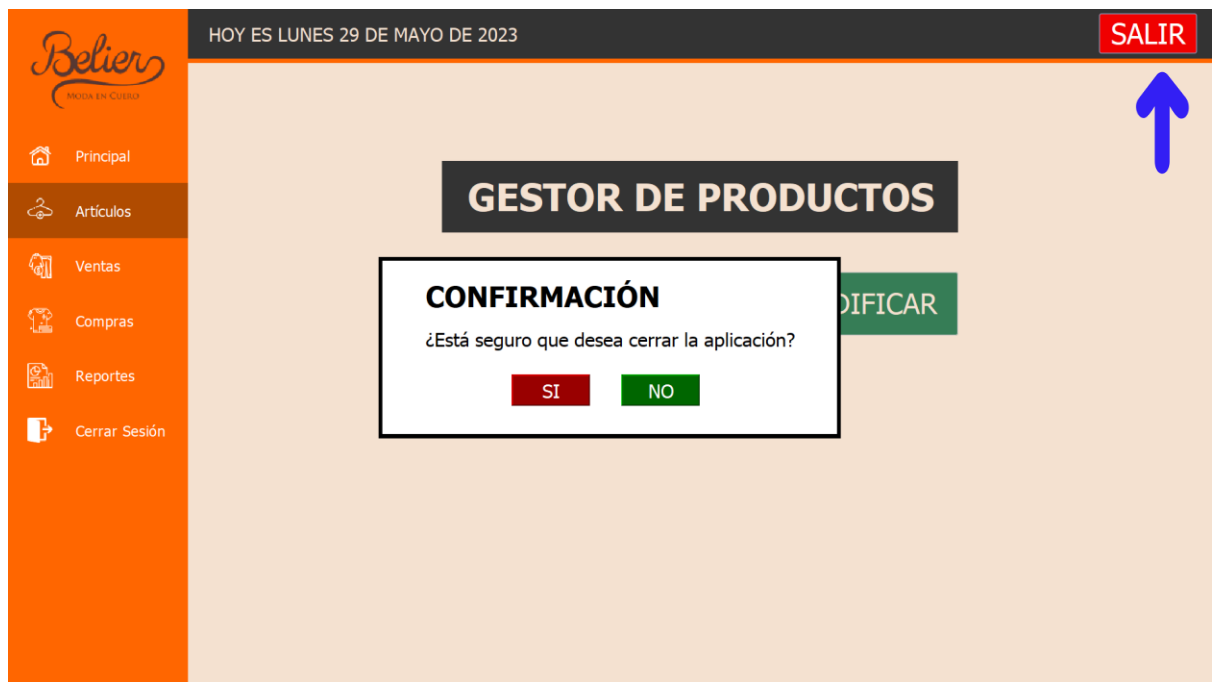 Belier
MODA EN CUERO
HOY ES LUNES 29 DE MAYO DE 2023
SALIR
Principal
Artículos
Ventas
Compras
Reportes
Cerrar Sesión
GESTOR DE PRODUCTOS
DIFICAR
CONFIRMACIÓN
¿Está seguro que desea cerrar la aplicación?
SI NO